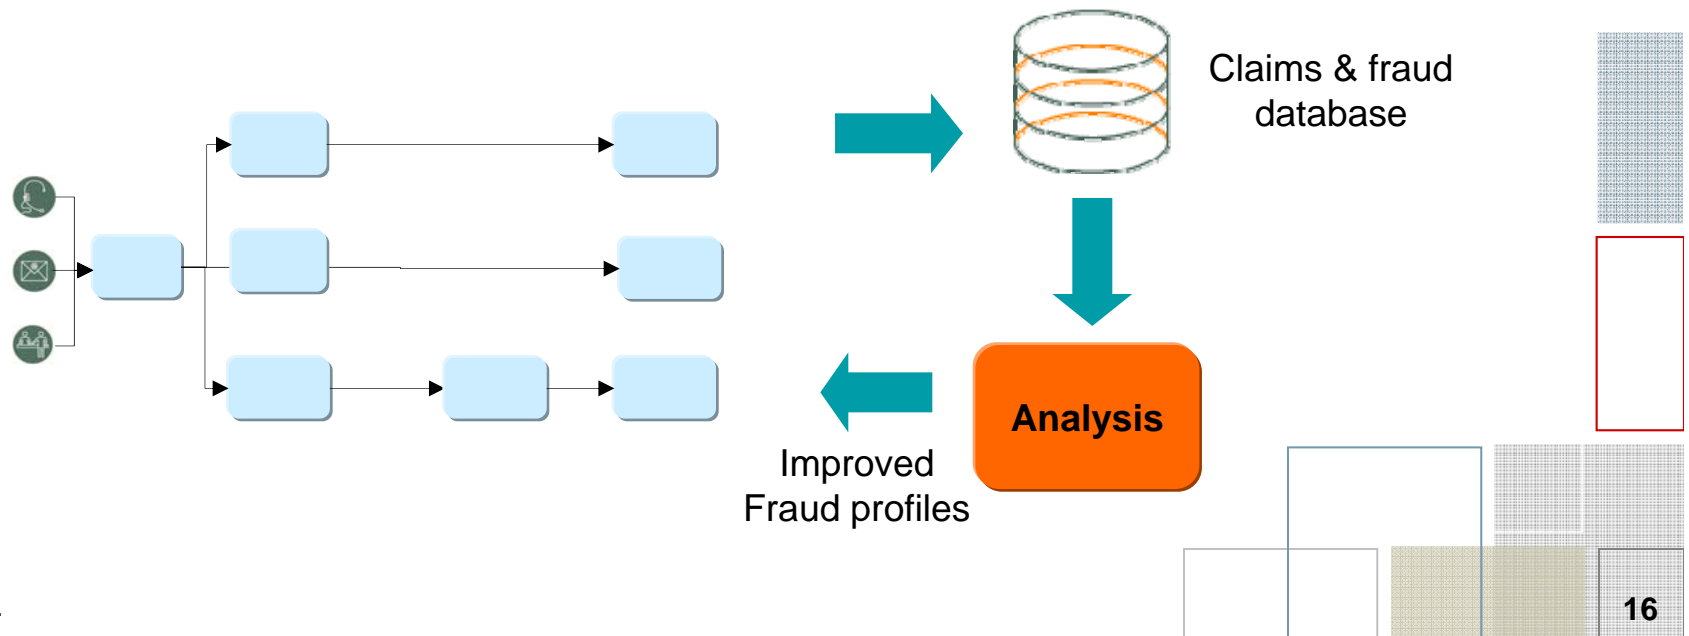 Claims & fraud
database
Analysis
Improved
Fraud profiles
16